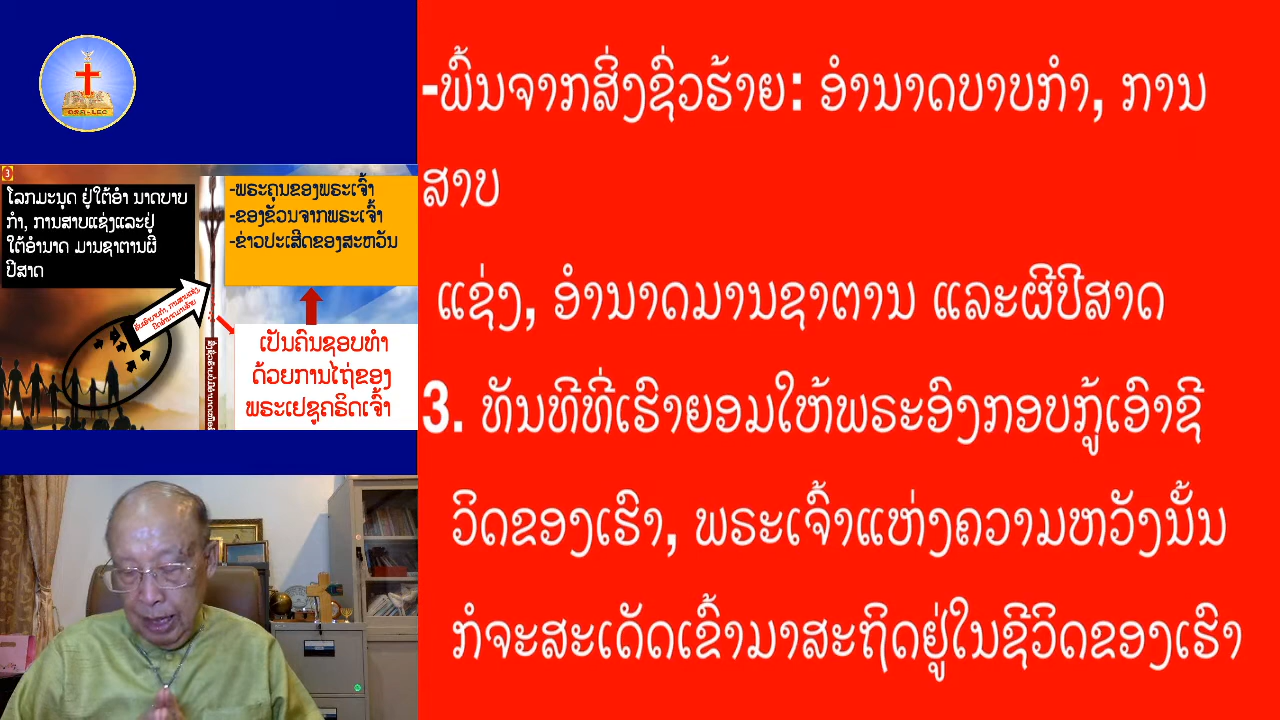 -ພົ້ນຈາກສິ່ງຊົ່ວຮ້າຍ: ອຳນາດບາບກຳ, ການ
ສາບ
ແຊ່ງ, ອຳນາດມານຊາຕານ ແລະຜີປີສາດ
3. ທັນທີທີ່ເຮົາຍອມໃຫ້ພຣະອົງກອບກູ້ເອົາຊີ
ວິດຂອງເຮົາ, ພຣະເຈົ້າແຫ່ງຄວາມຫວັງນັ້ນ
ກໍຈະສະເດັດເຂົ້າມາສະຖິດຢູ່ໃນຊີວິດຂອງເຮົາ
3
ໂລກມະນຸດ ຢູ່ໃຕ້ອຳ ນາດບາບ
ກຳ, ການສາບແຊ່ງແລະຢູ່
ໃຕ້ອຳນາດ ມານຊາຕານຜີ
ປີສາດ
-ພຣະຄຸນຂອງພຣະເຈົ້າ
-ຂອງຂັວນຈາກພຣະເຈົ້າ
-ຂ່າວປະເສີດຂອງສະຫວັນ
ເປັນຄົນຊອບທຳ
ດ້ວຍການໄຖ່ຂອງ
ພຣະເຢຊູຄຣິດເຈົ້າ